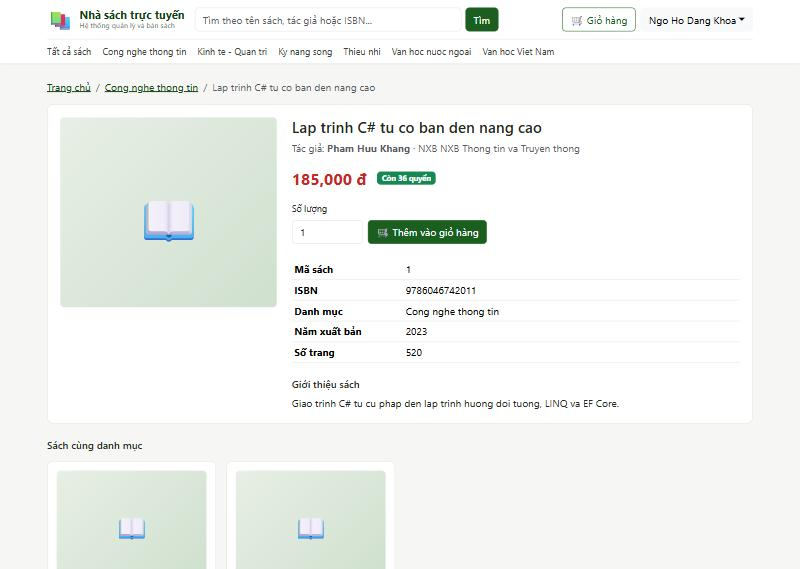 Nhà sách trực tuyến
Hệ thống quản lý và bán sách
Tìm theo tên sách, tác giả hoặc ISBN...
Tìm
Giỏ hàng
Ngo Ho Dang Khoa
Tất cả sách Cong nghe thong tin Kinh te - Quan tri Ky nang song Thieu nhi Van hoc nuoc ngoai Van hoc Viet Nam
Trang chủ / Cong nghe thong tin / Lap trinh C# tu co ban den nang cao
Lap trinh C# tu co ban den nang cao
Tác giả: Pham Huu Khang · NXB NXB Thong tin va Truyen thong
185,000 đ Còn 36 quyển
Số lượng
1
Thêm vào giỏ hàng
Mã sách 1
ISBN 9786046742011
Danh mục Cong nghe thong tin
Năm xuất bản 2023
Số trang 520
Giới thiệu sách
Giao trinh C# tu cu phap den lap trinh huong doi tuong, LINQ va EF Core.
Sách cùng danh mục